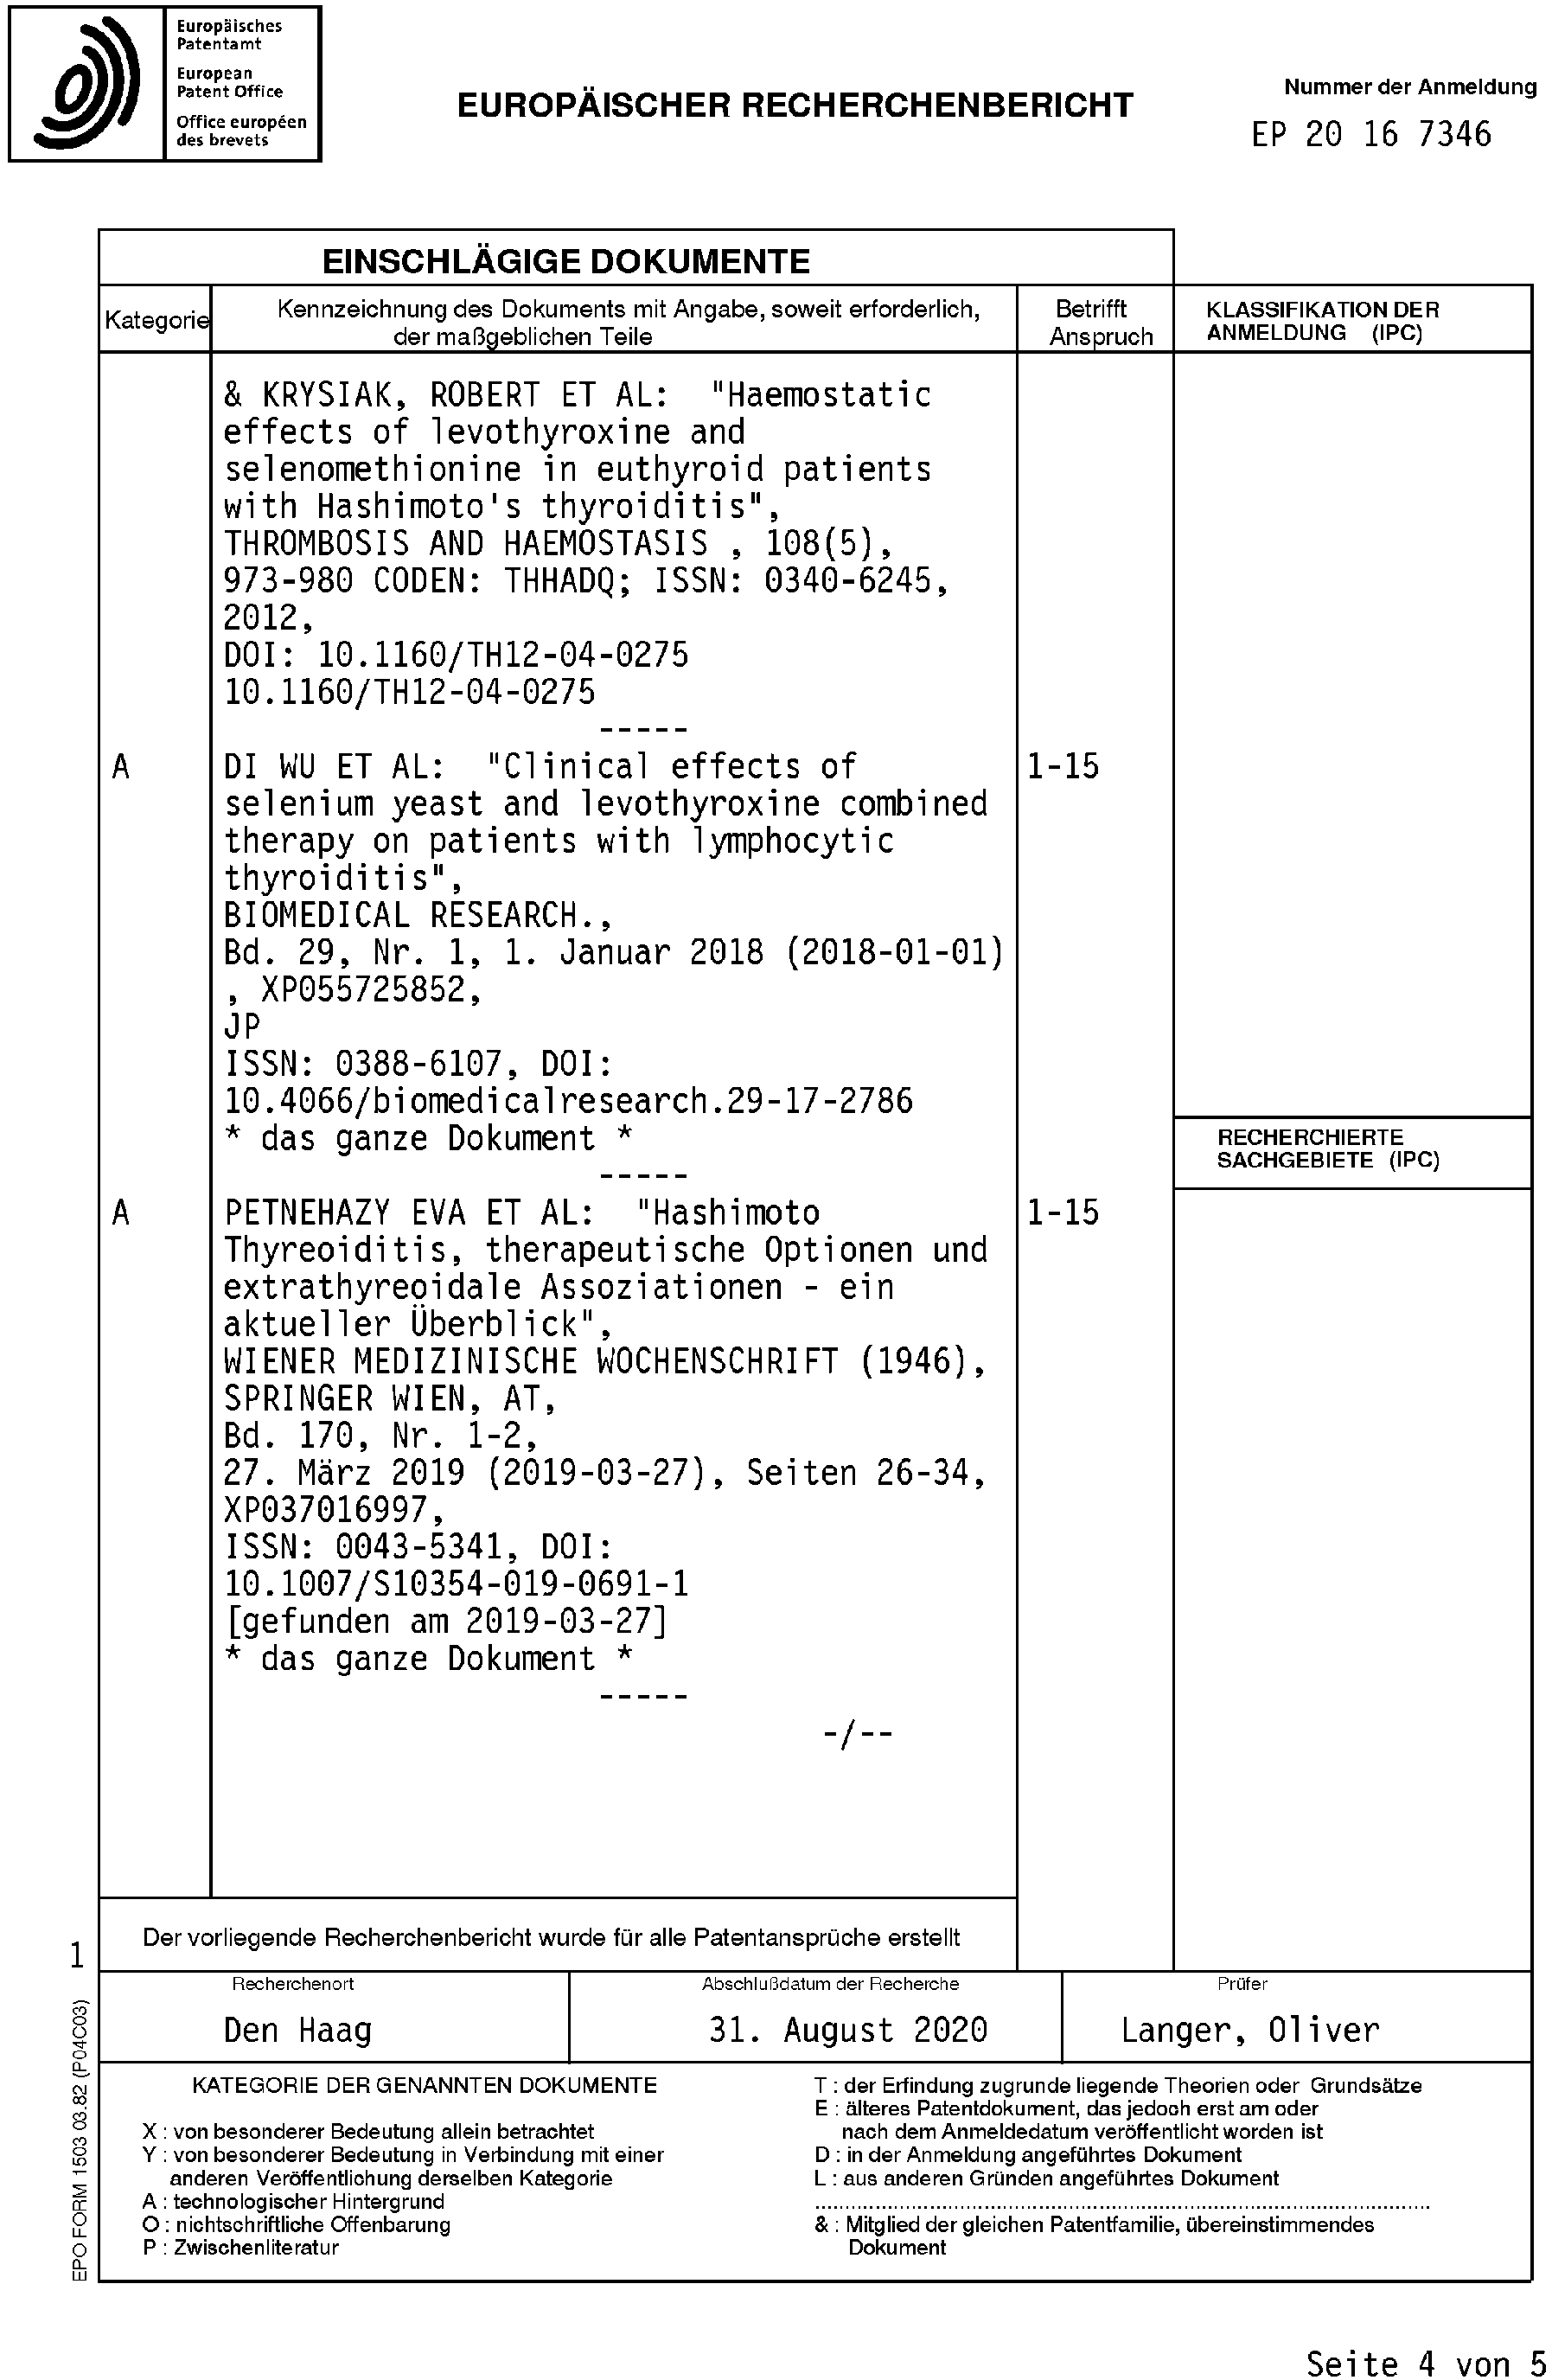 Europäisches
Patentamt
European
Patent Office
Office européen
des brevets
EUROPÄISCHER RECHERCHENBERICHT
Nummer der Anmeldung
EP 20 16 7346
EINSCHLÄGIGE DOKUMENTE
Kategorie
Kennzeichnung des Dokuments mit Angabe, soweit erforderlich,
der maßgeblichen Teile
Betrifft
Anspruch
KLASSIFIKATION DER
ANMELDUNG (IPC)
& KRYSIAK, ROBERT ET AL: "Haemostatic
effects of levothyroxine and
selenomethionine in euthyroid patients
with Hashimoto's thyroiditis",
THROMBOSIS AND HAEMOSTASIS , 108(5),
973-980 CODEN: THHADQ; ISSN: 0340-6245,
2012,
DOI: 10.1160/TH12-04-0275
10.1160/TH12-04-0275
-----
A DI WU ET AL: "Clinical effects of 1-15
selenium yeast and levothyroxine combined
therapy on patients with lymphocytic
thyroiditis",
BIOMEDICAL RESEARCH.,
Bd. 29, Nr. 1, 1. Januar 2018 (2018-01-01)
, XP055725852,
JP
ISSN: 0388-6107, DOI:
10.4066/biomedicalresearch.29-17-2786
* das ganze Dokument *
-----
RECHERCHIERTE
SACHGEBIETE (IPC)
A PETNEHAZY EVA ET AL: "Hashimoto 1-15
Thyreoiditis, therapeutische Optionen und
extrathyreoidale Assoziationen - ein
aktueller Überblick",
WIENER MEDIZINISCHE WOCHENSCHRIFT (1946),
SPRINGER WIEN, AT,
Bd. 170, Nr. 1-2,
27. März 2019 (2019-03-27), Seiten 26-34,
XP037016997,
ISSN: 0043-5341, DOI:
10.1007/S10354-019-0691-1
[gefunden am 2019-03-27]
* das ganze Dokument *
-----
-/--
Der vorliegende Recherchenbericht wurde für alle Patentansprüche erstellt
1
Recherchenort
Den Haag
Abschlußdatum der Recherche
31. August 2020
Prüfer
Langer, Oliver
KATEGORIE DER GENANNTEN DOKUMENTE
X : von besonderer Bedeutung allein betrachtet
Y : von besonderer Bedeutung in Verbindung mit einer
anderen Veröffentlichung derselben Kategorie
A : technologischer Hintergrund
O : nichtschriftliche Offenbarung
P : Zwischenliteratur
T : der Erfindung zugrunde liegende Theorien oder Grundsätze
E : älteres Patentdokument, das jedoch erst am oder
nach dem Anmeldedatum veröffentlicht worden ist
D : in der Anmeldung angeführtes Dokument
L : aus anderen Gründen angeführtes Dokument
& : Mitglied der gleichen Patentfamilie, übereinstimmendes
Dokument
EPO FORM 1503 03.82 (P04C03)
Seite 4 von 5